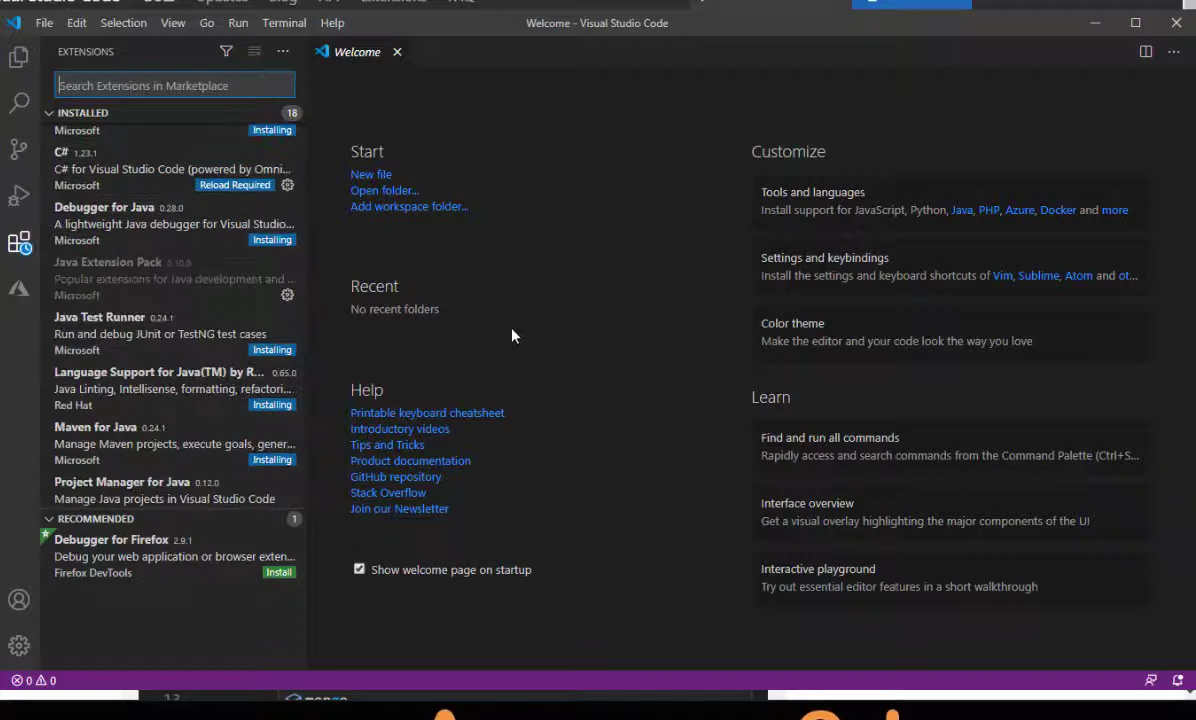 File Edit Selection View Go Run Terminal Help
Welcome - Visual Studio Code
EXTENSIONS
Welcome
Search Extensions in Marketplace
INSTALLED 18
Microsoft Installing
C# 1.23.1
C# for Visual Studio Code (powered by Omni...
Microsoft Reload Required
Debugger for Java 0.28.0
A lightweight Java debugger for Visual Studio...
Microsoft Installing
Java Extension Pack 0.10.0
Popular extensions for Java development and ...
Microsoft
Java Test Runner 0.24.1
Run and debug JUnit or TestNG test cases
Microsoft Installing
Language Support for Java(TM) by R... 0.65.0
Java Linting, Intellisense, formatting, refactori...
Red Hat Installing
Maven for Java 0.24.1
Manage Maven projects, execute goals, gener...
Microsoft Installing
Project Manager for Java 0.12.0
Manage Java projects in Visual Studio Code
RECOMMENDED 1
Debugger for Firefox 2.9.1
Debug your web application or browser exten...
Firefox DevTools Install
Start
New file
Open folder...
Add workspace folder...
Recent
No recent folders
Help
Printable keyboard cheatsheet
Introductory videos
Tips and Tricks
Product documentation
GitHub repository
Stack Overflow
Join our Newsletter
Show welcome page on startup
Customize
Tools and languages
Install support for JavaScript, Python, Java, PHP, Azure, Docker and more
Settings and keybindings
Install the settings and keyboard shortcuts of Vim, Sublime, Atom and ot...
Color theme
Make the editor and your code look the way you love
Learn
Find and run all commands
Rapidly access and search commands from the Command Palette (Ctrl+S...
Interface overview
Get a visual overlay highlighting the major components of the UI
Interactive playground
Try out essential editor features in a short walkthrough
0 0